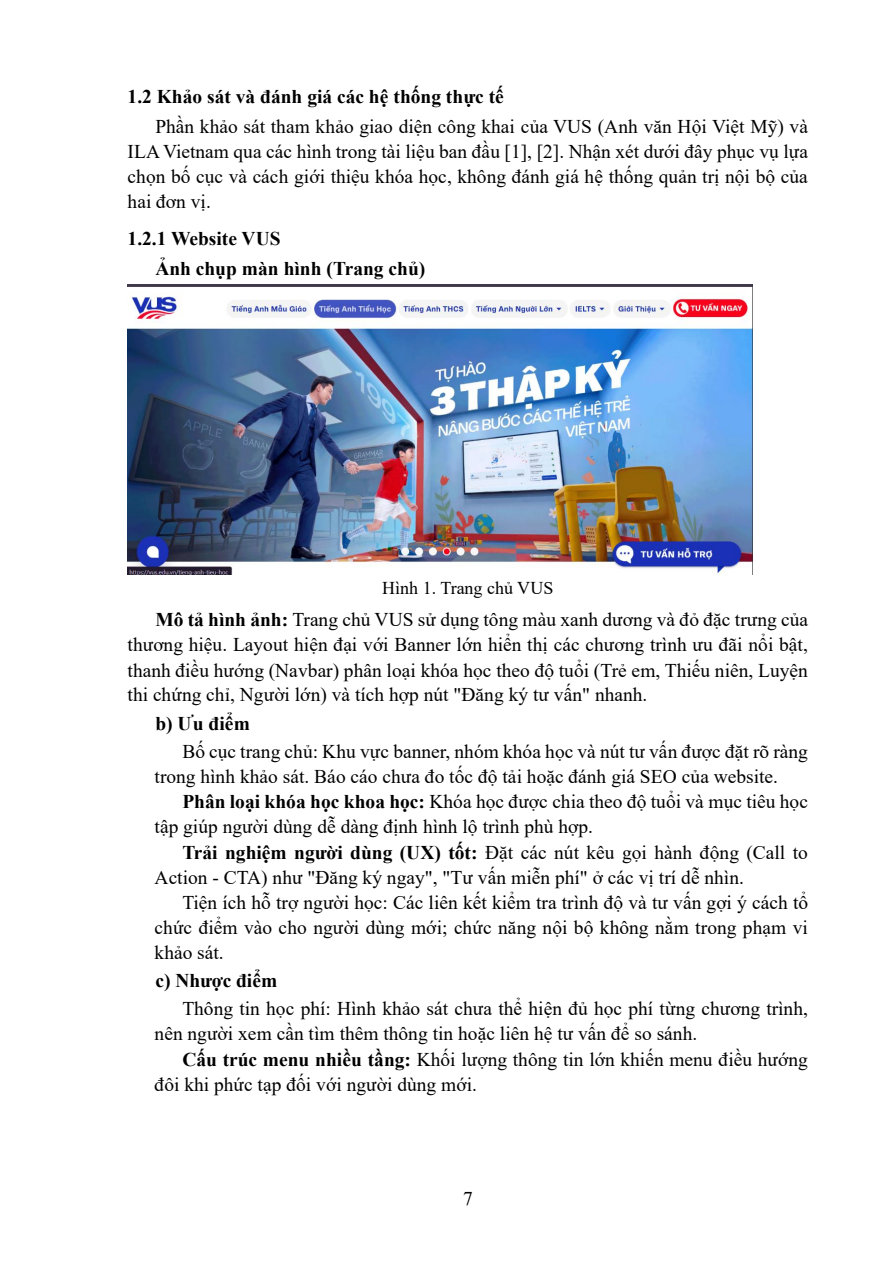 1.2 Khảo sát và đánh giá các hệ thống thực tế
Phần khảo sát tham khảo giao diện công khai của VUS (Anh văn Hội Việt Mỹ) và
ILA Vietnam qua các hình trong tài liệu ban đầu [1], [2]. Nhận xét dưới đây phục vụ lựa
chọn bố cục và cách giới thiệu khóa học, không đánh giá hệ thống quản trị nội bộ của
hai đơn vị.
1.2.1 Website VUS
Ảnh chụp màn hình (Trang chủ)
VUS
Tiếng Anh Mẫu Giáo Tiếng Anh Tiểu Học Tiếng Anh THCS Tiếng Anh Người Lớn IELTS Giới Thiệu TƯ VẤN NGAY
TỰ HÀO
3 THẬP KỶ
NÂNG BƯỚC CÁC THẾ HỆ TRẺ
VIỆT NAM
1997
APPLE
BANANA
GRAMMAR
TƯ VẤN HỖ TRỢ
https://vus.edu.vn/tieng-anh-tieu-hoc
Hình 1. Trang chủ VUS
Mô tả hình ảnh: Trang chủ VUS sử dụng tông màu xanh dương và đỏ đặc trưng của
thương hiệu. Layout hiện đại với Banner lớn hiển thị các chương trình ưu đãi nổi bật,
thanh điều hướng (Navbar) phân loại khóa học theo độ tuổi (Trẻ em, Thiếu niên, Luyện
thi chứng chỉ, Người lớn) và tích hợp nút "Đăng ký tư vấn" nhanh.
b) Ưu điểm
Bố cục trang chủ: Khu vực banner, nhóm khóa học và nút tư vấn được đặt rõ ràng
trong hình khảo sát. Báo cáo chưa đo tốc độ tải hoặc đánh giá SEO của website.
Phân loại khóa học khoa học: Khóa học được chia theo độ tuổi và mục tiêu học
tập giúp người dùng dễ dàng định hình lộ trình phù hợp.
Trải nghiệm người dùng (UX) tốt: Đặt các nút kêu gọi hành động (Call to
Action - CTA) như "Đăng ký ngay", "Tư vấn miễn phí" ở các vị trí dễ nhìn.
Tiện ích hỗ trợ người học: Các liên kết kiểm tra trình độ và tư vấn gợi ý cách tổ
chức điểm vào cho người dùng mới; chức năng nội bộ không nằm trong phạm vi
khảo sát.
c) Nhược điểm
Thông tin học phí: Hình khảo sát chưa thể hiện đủ học phí từng chương trình,
nên người xem cần tìm thêm thông tin hoặc liên hệ tư vấn để so sánh.
Cấu trúc menu nhiều tầng: Khối lượng thông tin lớn khiến menu điều hướng
đôi khi phức tạp đối với người dùng mới.
7